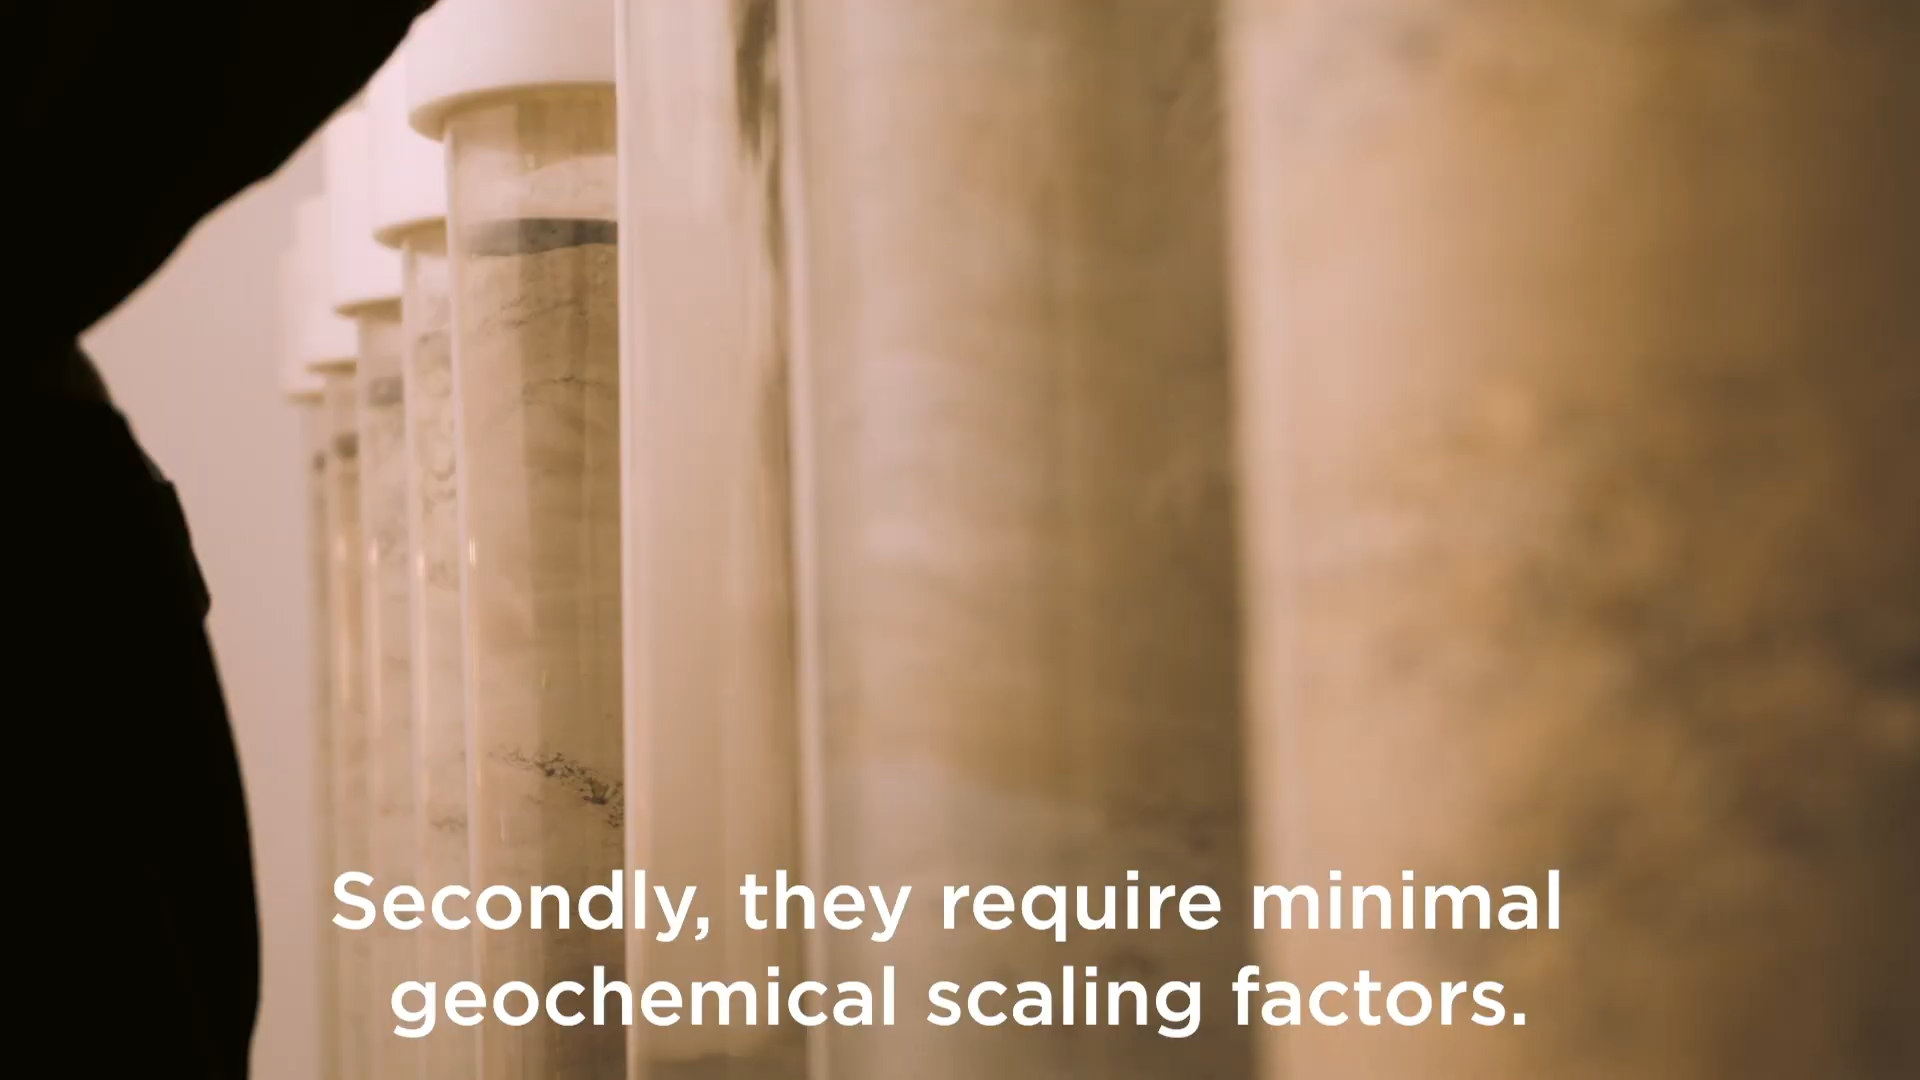 Secondly, they require minimal
geochemical scaling factors.